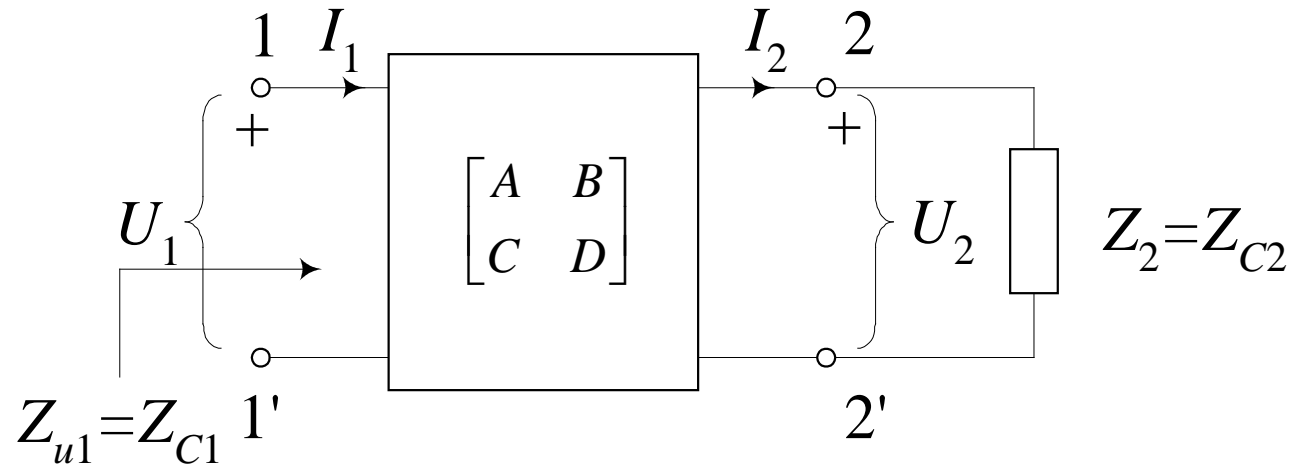 1 I1 I2 2
+ +
[A B
C D]
U1 U2 Z2=ZC2
Zu1=ZC1 1' 2'